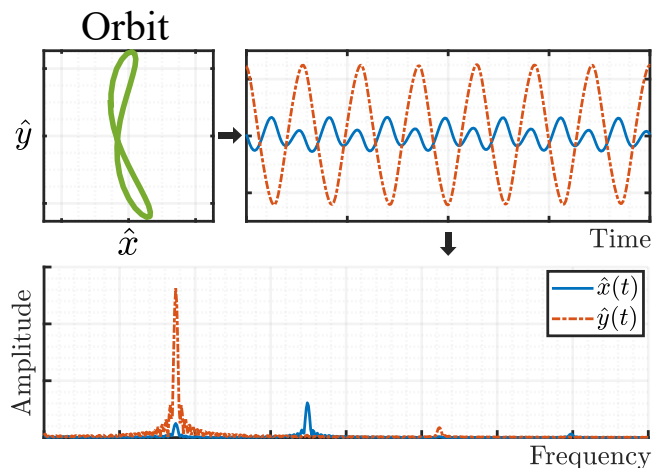 Orbit
ŷ
x̂
Time
Amplitude
x̂(t)
ŷ(t)
Frequency